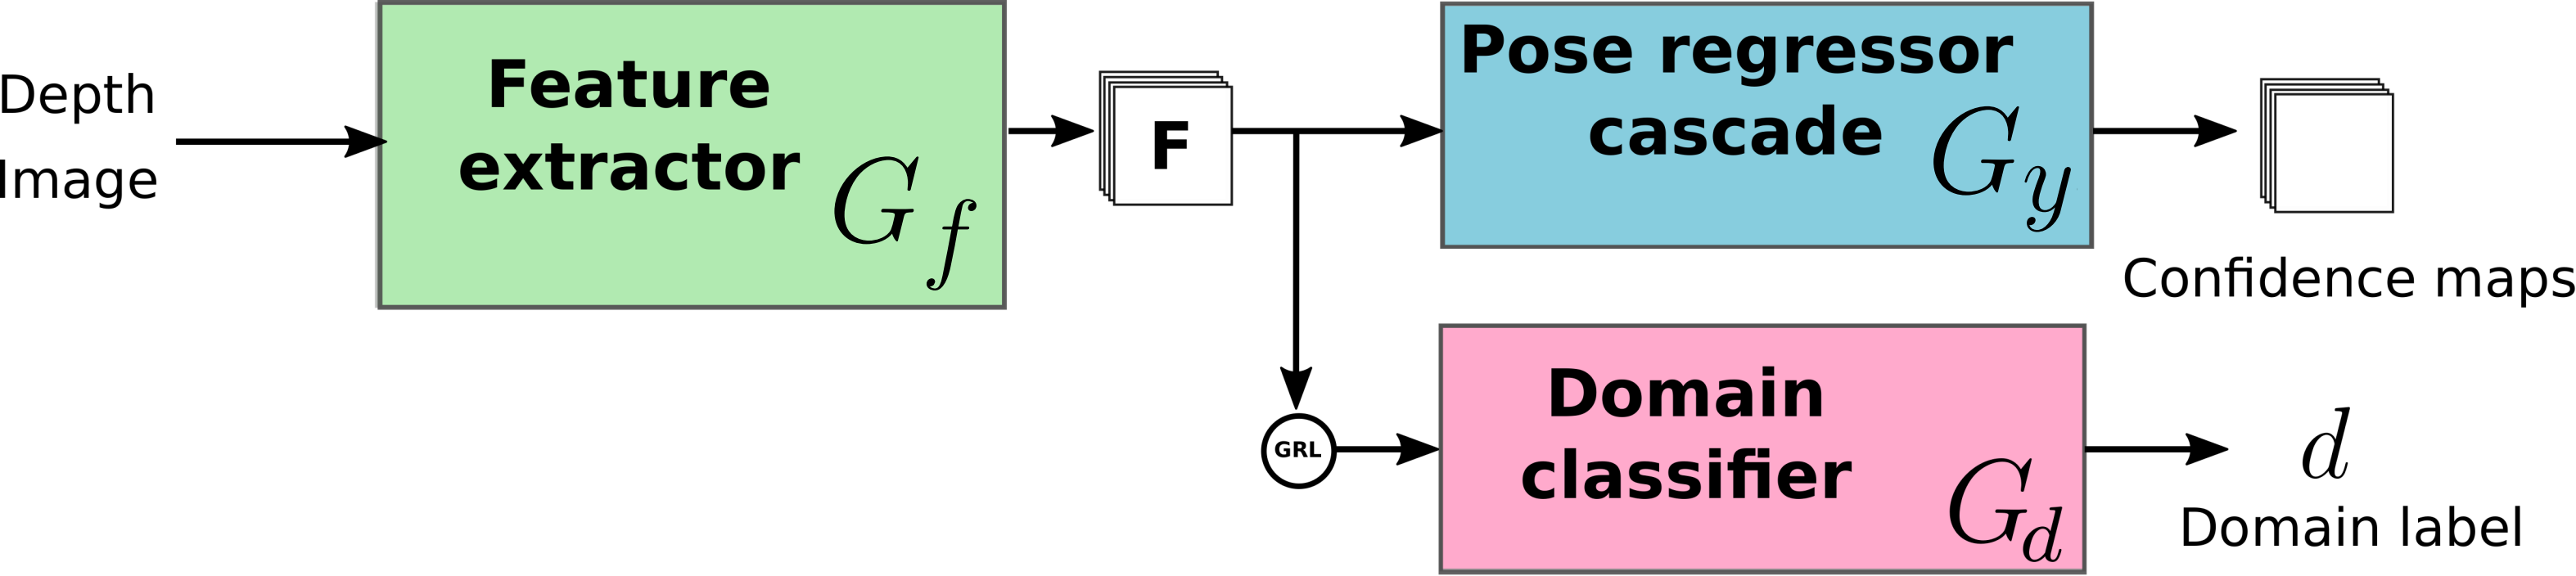 Depth
Image
Feature
extractor
G_f
F
Pose regressor
cascade
G_y
Confidence maps
GRL
Domain
classifier
G_d
d
Domain label